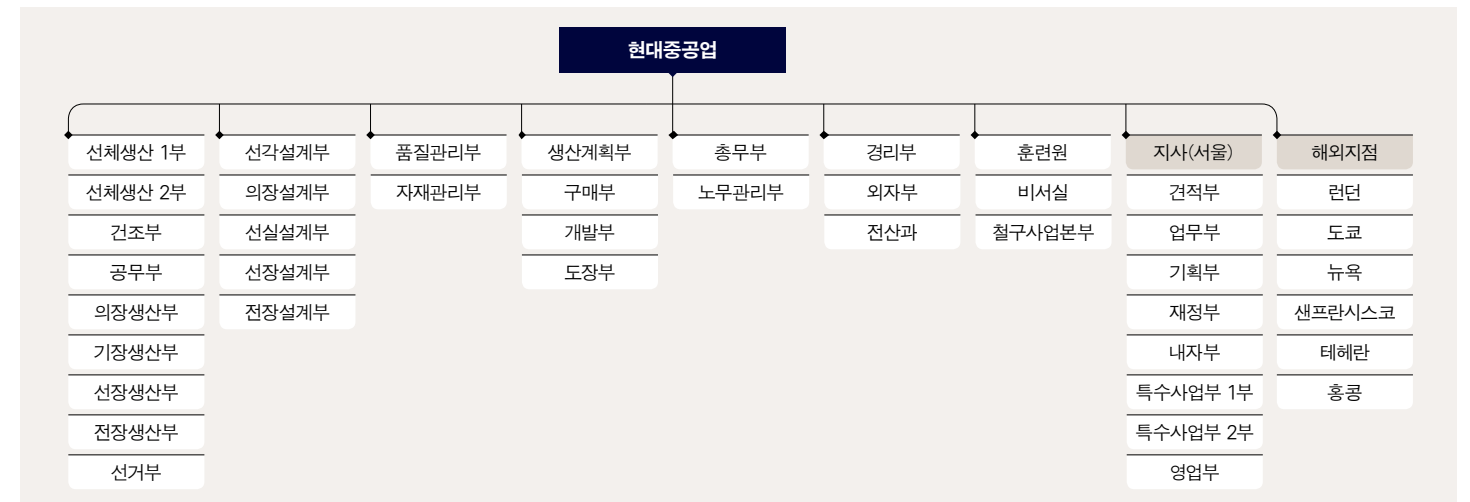 현대중공업
선체생산 1부
선체생산 2부
건조부
공무부
의장생산부
기장생산부
선장생산부
전장생산부
선거부
선각설계부
의장설계부
선실설계부
선장설계부
전장설계부
품질관리부
자재관리부
생산계획부
구매부
개발부
도장부
총무부
노무관리부
경리부
외자부
전산과
훈련원
비서실
철구사업본부
지사(서울)
견적부
업무부
기획부
재정부
내자부
특수사업부 1부
특수사업부 2부
영업부
해외지점
런던
도쿄
뉴욕
샌프란시스코
테헤란
홍콩